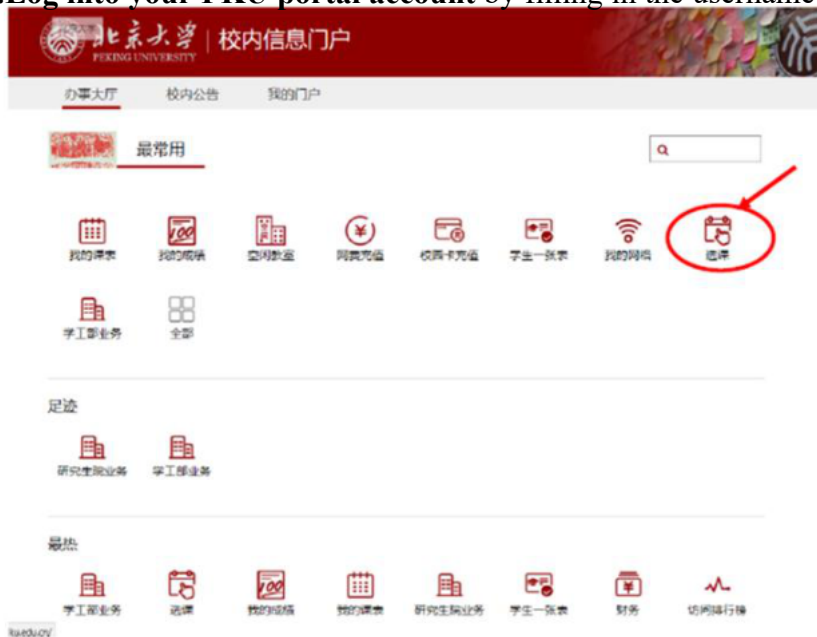 Log into your PKU portal account by filling in the username
北京大学 | 校内信息门户
PEKING UNIVERSITY
办事大厅 校内公告 我的门户
最常用
我的课表 我的成绩 空闲教室 网费充值 校园卡充值 学生一张表 我的网络 选课
学工部业务 全部
足迹
研究生院业务 学工部业务
最热
学工部业务 选课 我的成绩 我的课表 研究生院业务 学生一张表 财务 访问排行榜
ku.edu.cn/